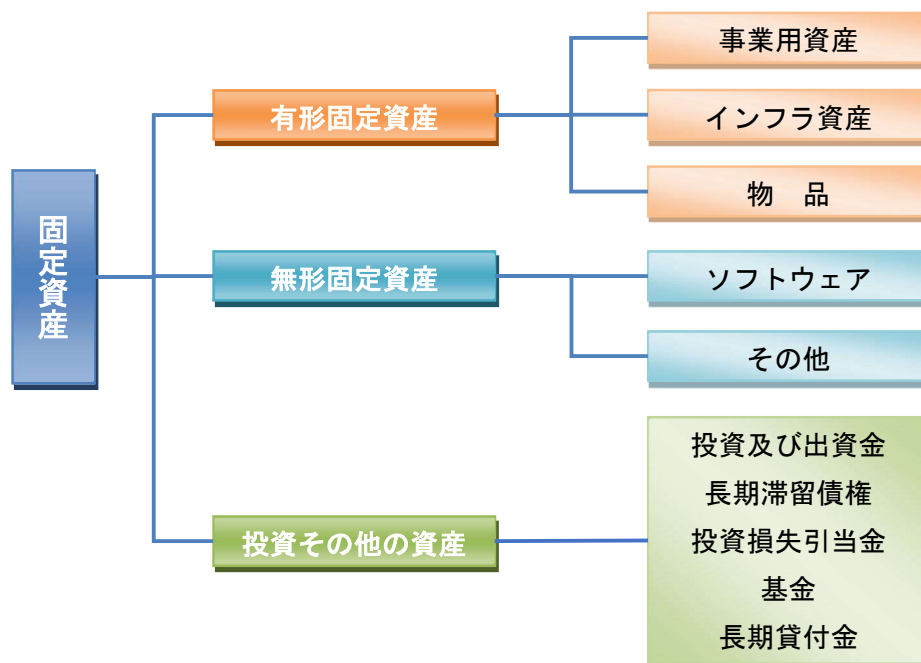 固定資産
有形固定資産
事業用資産
インフラ資産
物　品
無形固定資産
ソフトウェア
その他
投資その他の資産
投資及び出資金
長期滞留債権
投資損失引当金
基金
長期貸付金